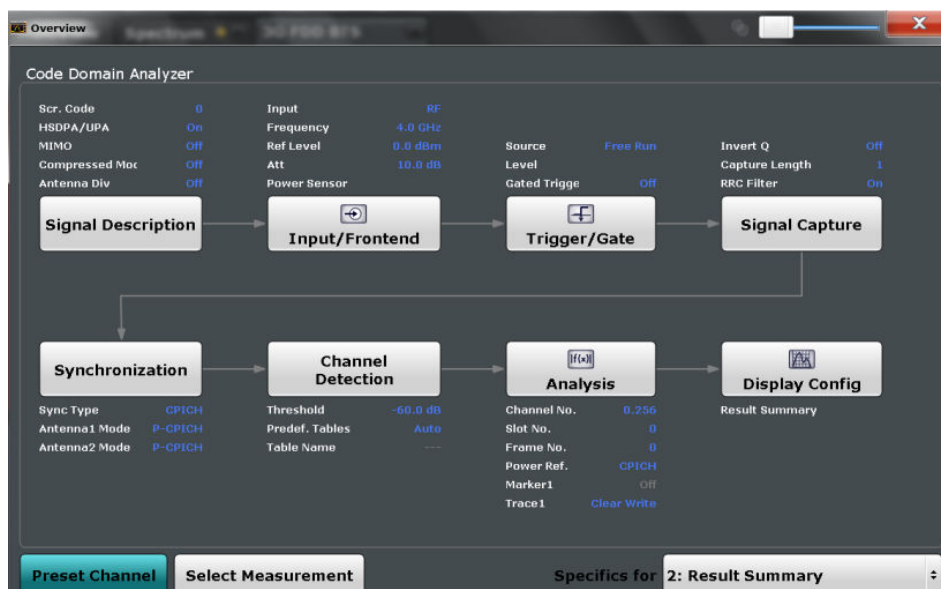 Overview
Spectrum
3G FDD BTS
X
Code Domain Analyzer
Scr. Code 0
HSDPA/UPA On
MIMO Off
Compressed Moc Off
Antenna Div Off
Input RF
Frequency 4.0 GHz
Ref Level 0.0 dBm
Att 10.0 dB
Power Sensor
Source Free Run
Level
Gated Trigge Off
Invert Q Off
Capture Length 1
RRC Filter On
Signal Description
Input/Frontend
Trigger/Gate
Signal Capture
Synchronization
Channel
Detection
If(x)I
Analysis
Display Config
Sync Type CPICH
Antenna1 Mode P-CPICH
Antenna2 Mode P-CPICH
Threshold -60.0 dB
Predef. Tables Auto
Table Name ---
Channel No. 0.256
Slot No. 0
Frame No. 0
Power Ref. CPICH
Marker1 Off
Trace1 Clear Write
Result Summary
Preset Channel
Select Measurement
Specifics for 2: Result Summary